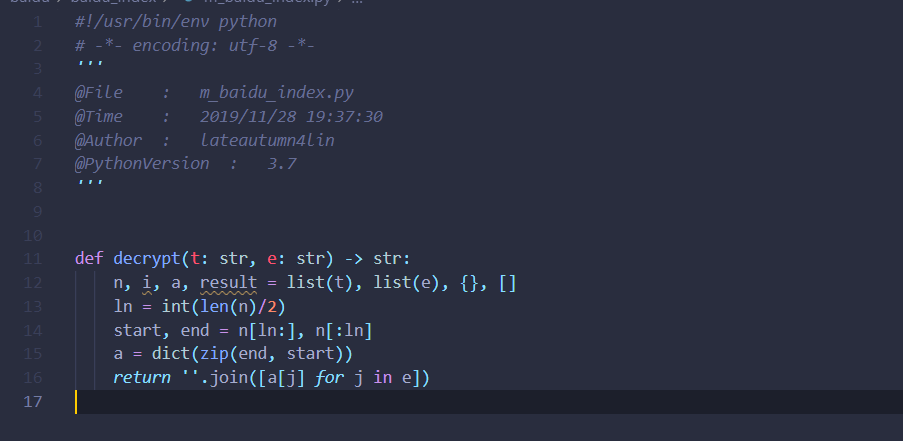 baidu / baidu_index / m_baidu_index.py / ...
1 #!/usr/bin/env python
2 # -*- encoding: utf-8 -*-
3 '''
4 @File    :   m_baidu_index.py
5 @Time    :   2019/11/28 19:37:30
6 @Author  :   lateautumn4lin
7 @PythonVersion  :   3.7
8 '''
9
10
11 def decrypt(t: str, e: str) -> str:
12     n, i, a, result = list(t), list(e), {}, []
13     ln = int(len(n)/2)
14     start, end = n[ln:], n[:ln]
15     a = dict(zip(end, start))
16     return ''.join([a[j] for j in e])
17